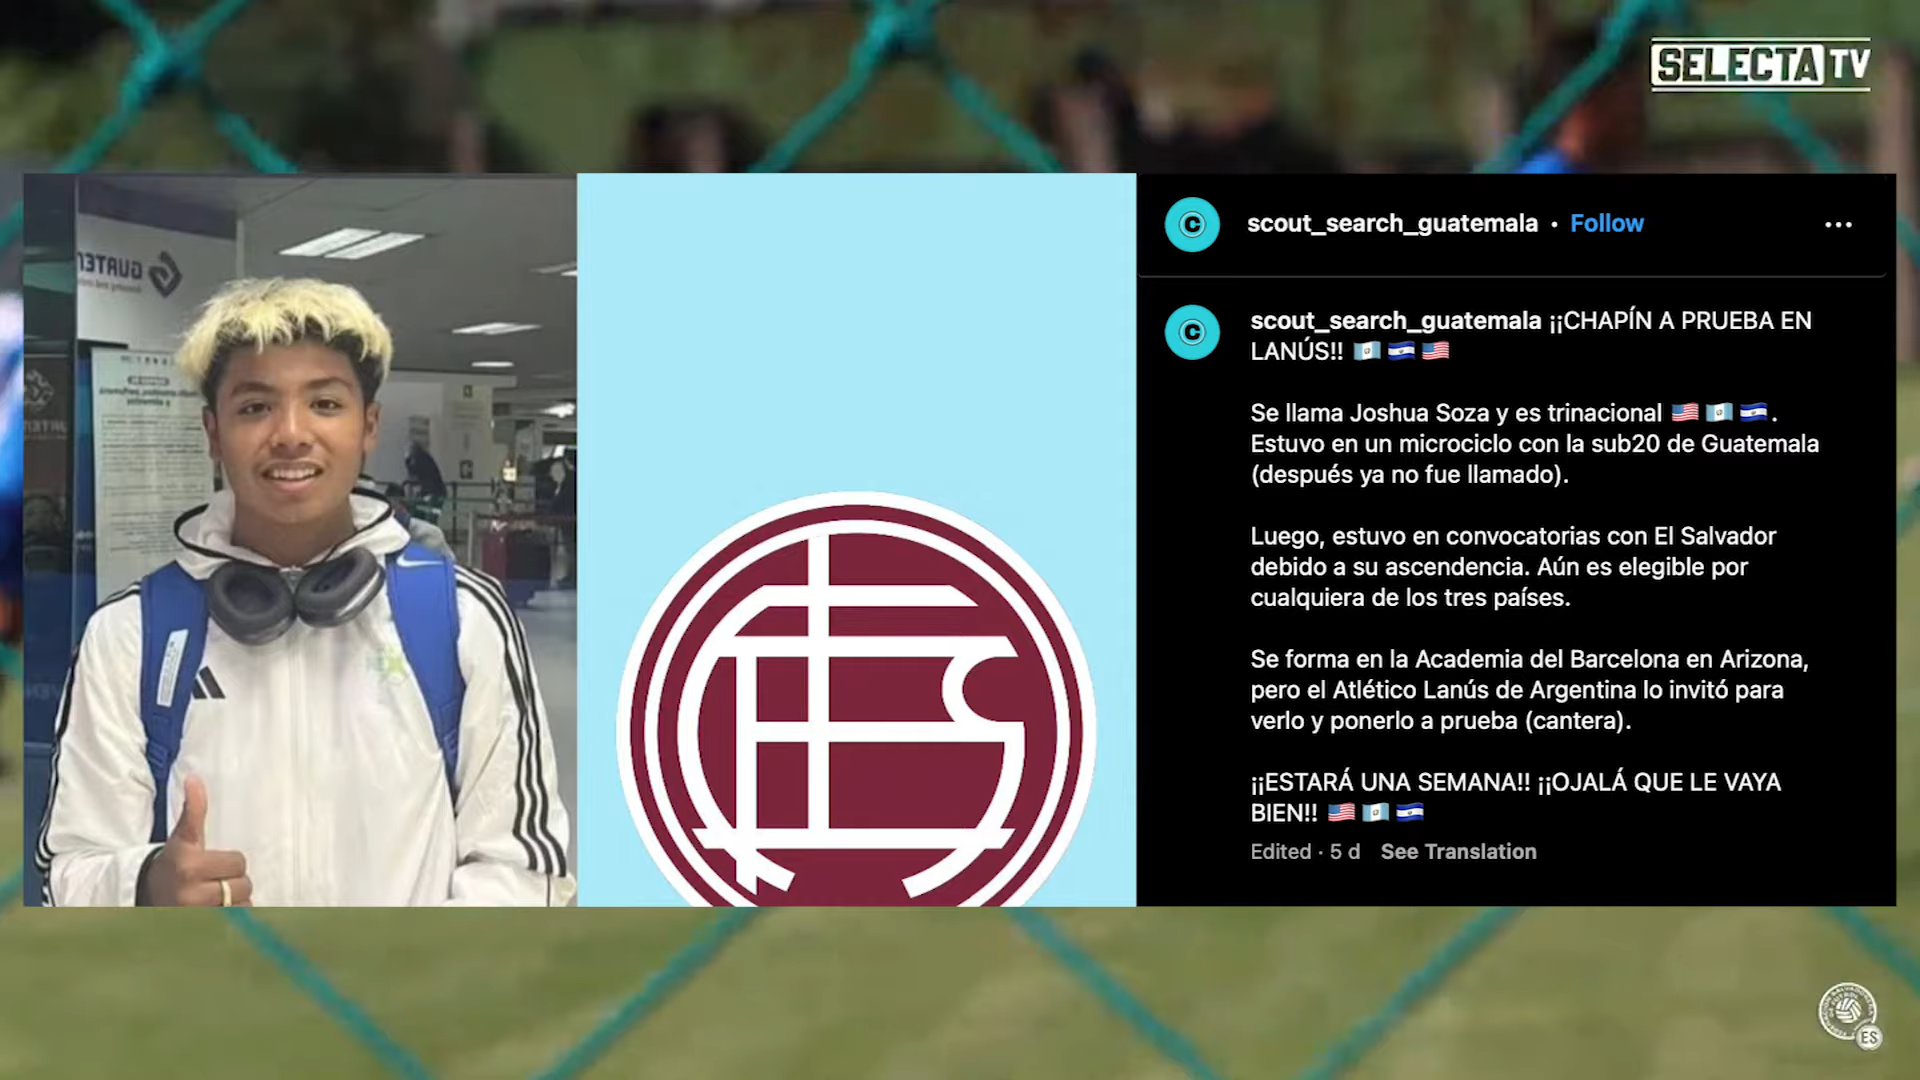 SELECTA TV
scout_search_guatemala • Follow
scout_search_guatemala ¡¡CHAPÍN A PRUEBA EN
LANÚS!! 🇬🇹 🇸🇻 🇺🇸
Se llama Joshua Soza y es trinacional 🇺🇸 🇬🇹 🇸🇻.
Estuvo en un microciclo con la sub20 de Guatemala
(después ya no fue llamado).
Luego, estuvo en convocatorias con El Salvador
debido a su ascendencia. Aún es elegible por
cualquiera de los tres países.
Se forma en la Academia del Barcelona en Arizona,
pero el Atlético Lanús de Argentina lo invitó para
verlo y ponerlo a prueba (cantera).
¡¡ESTARÁ UNA SEMANA!! ¡¡OJALÁ QUE LE VAYA
BIEN!! 🇺🇸 🇬🇹 🇸🇻
Edited · 5 d See Translation
ES